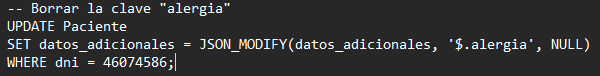 -- Borrar la clave "alergia"
UPDATE Paciente
SET datos_adicionales = JSON_MODIFY(datos_adicionales, '$.alergia', NULL)
WHERE dni = 46074586;